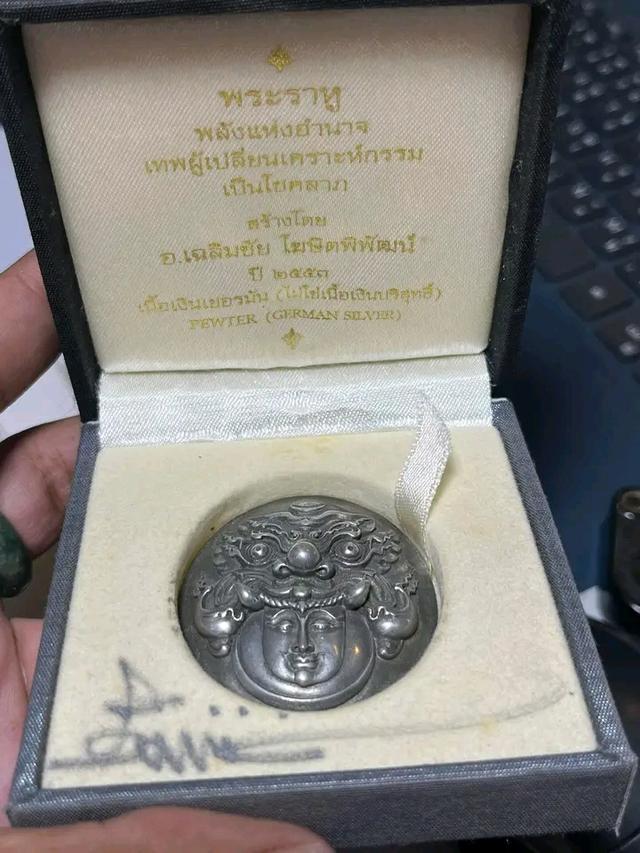 พระราหู
พลังแห่งอำนาจ
เทพผู้เปลี่ยนเคราะห์กรรม
เป็นโชคลาภ
สร้างโดย
อ.เฉลิมชัย โฆษิตพิพัฒน์
ปี ๒๕๕๓
เนื้อเงินเยอรมัน (ไม่ใช่เนื้อเงินบริสุทธิ์)
PEWTER (GERMAN SILVER)